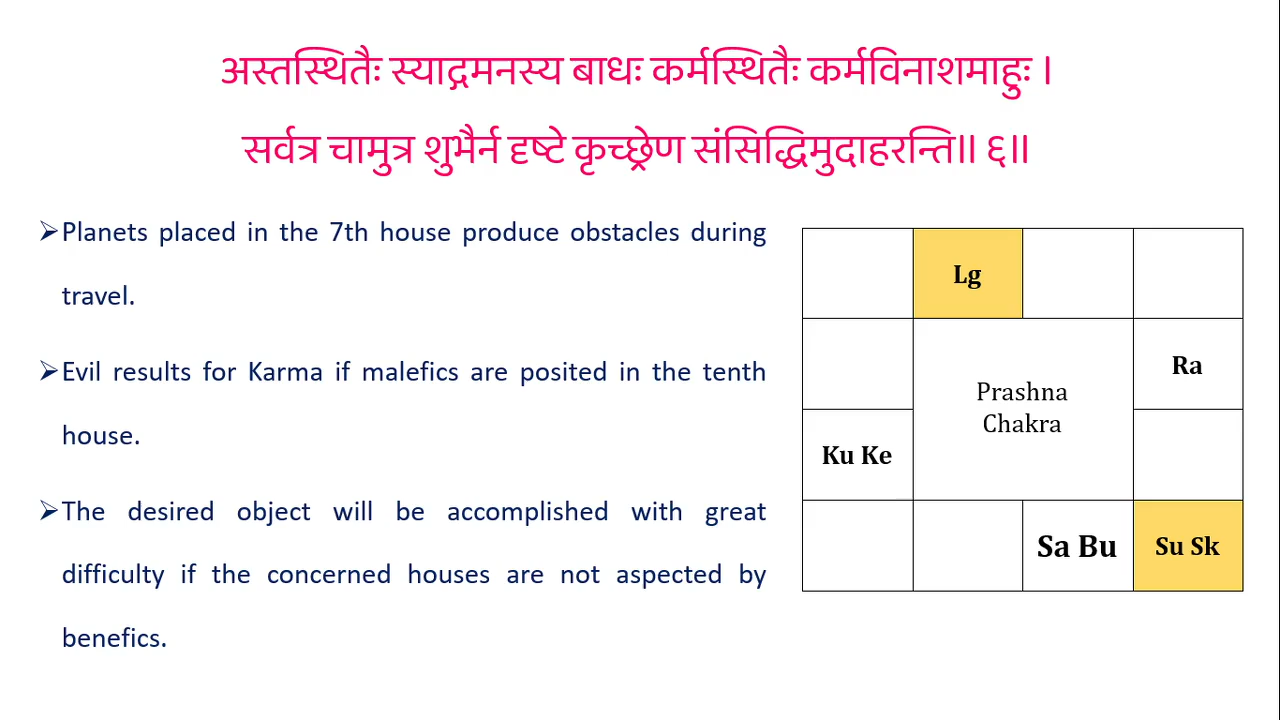 अस्तस्थितैः स्याद्गमनस्य बाधः कर्मस्थितैः कर्मविनाशमाहुः ।
सर्वत्र चामुत्र शुभैर्न दृष्टे कृच्छ्रेण संसिद्धिमुदाहरन्ति॥ ६॥
➢Planets placed in the 7th house produce obstacles during
travel.
➢Evil results for Karma if malefics are posited in the tenth
house.
➢The desired object will be accomplished with great
difficulty if the concerned houses are not aspected by
benefics.
Lg
Ra
Prashna
Chakra
Ku Ke
Sa Bu
Su Sk